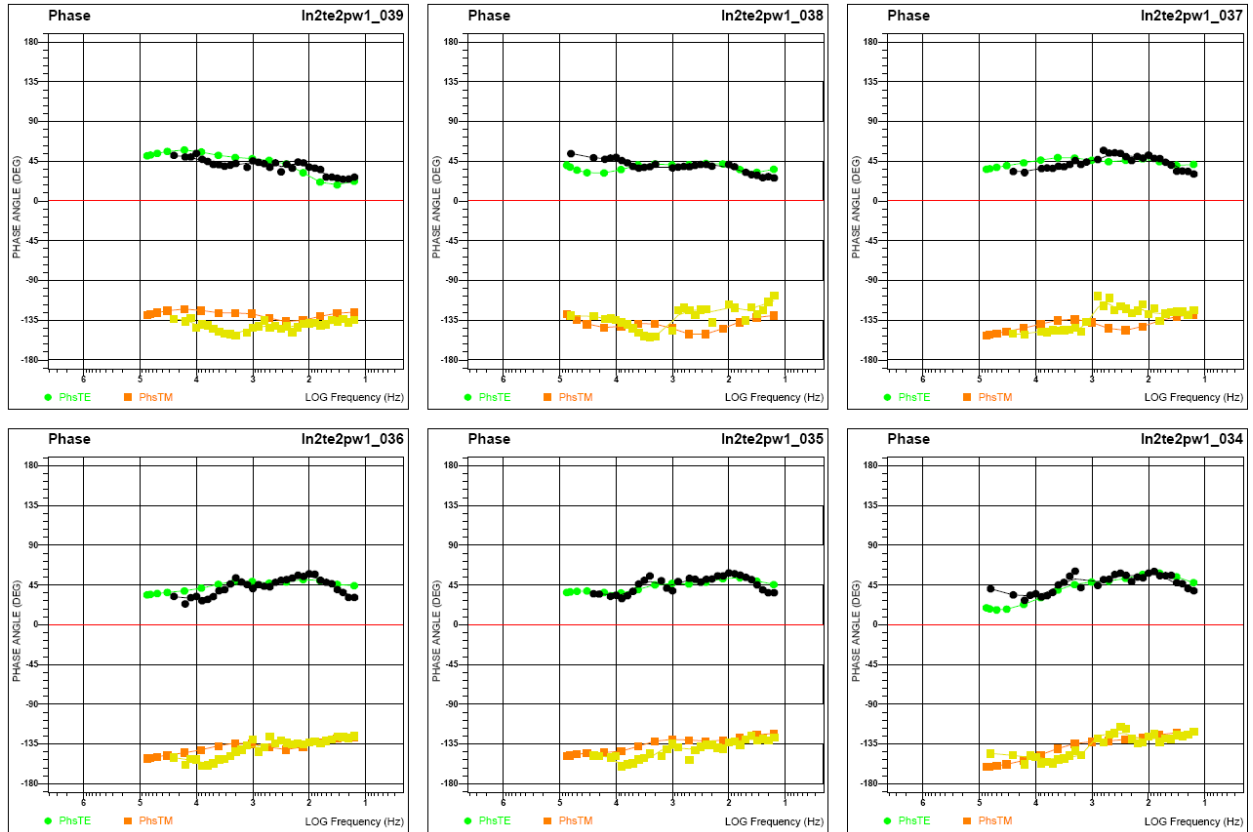 Phase ln2te2pw1_039
180
135
90
45
0
-45
-90
-135
-180
PHASE ANGLE (DEG)
6 5 4 3 2 1
PhsTE PhsTM LOG Frequency (Hz)
Phase ln2te2pw1_038
180
135
90
45
0
-45
-90
-135
-180
PHASE ANGLE (DEG)
6 5 4 3 2 1
PhsTE PhsTM LOG Frequency (Hz)
Phase ln2te2pw1_037
180
135
90
45
0
-45
-90
-135
-180
PHASE ANGLE (DEG)
6 5 4 3 2 1
PhsTE PhsTM LOG Frequency (Hz)
Phase ln2te2pw1_036
180
135
90
45
0
-45
-90
-135
-180
PHASE ANGLE (DEG)
6 5 4 3 2 1
PhsTE PhsTM LOG Frequency (Hz)
Phase ln2te2pw1_035
180
135
90
45
0
-45
-90
-135
-180
PHASE ANGLE (DEG)
6 5 4 3 2 1
PhsTE PhsTM LOG Frequency (Hz)
Phase ln2te2pw1_034
180
135
90
45
0
-45
-90
-135
-180
PHASE ANGLE (DEG)
6 5 4 3 2 1
PhsTE PhsTM LOG Frequency (Hz)